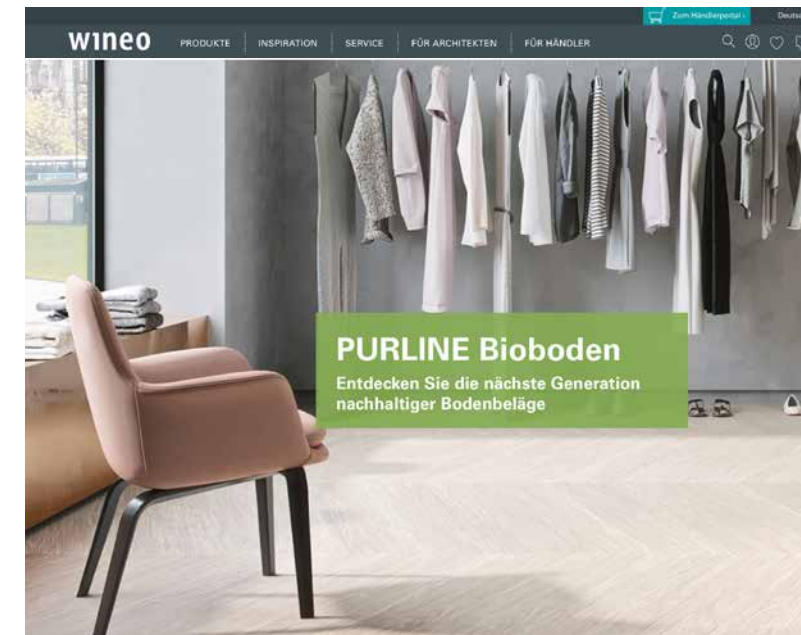 Zum Händlerportal ›
wineo
PRODUKTE
INSPIRATION
SERVICE
FÜR ARCHITEKTEN
FÜR HÄNDLER
PURLINE Bioboden
Entdecken Sie die nächste Generation
nachhaltiger Bodenbeläge